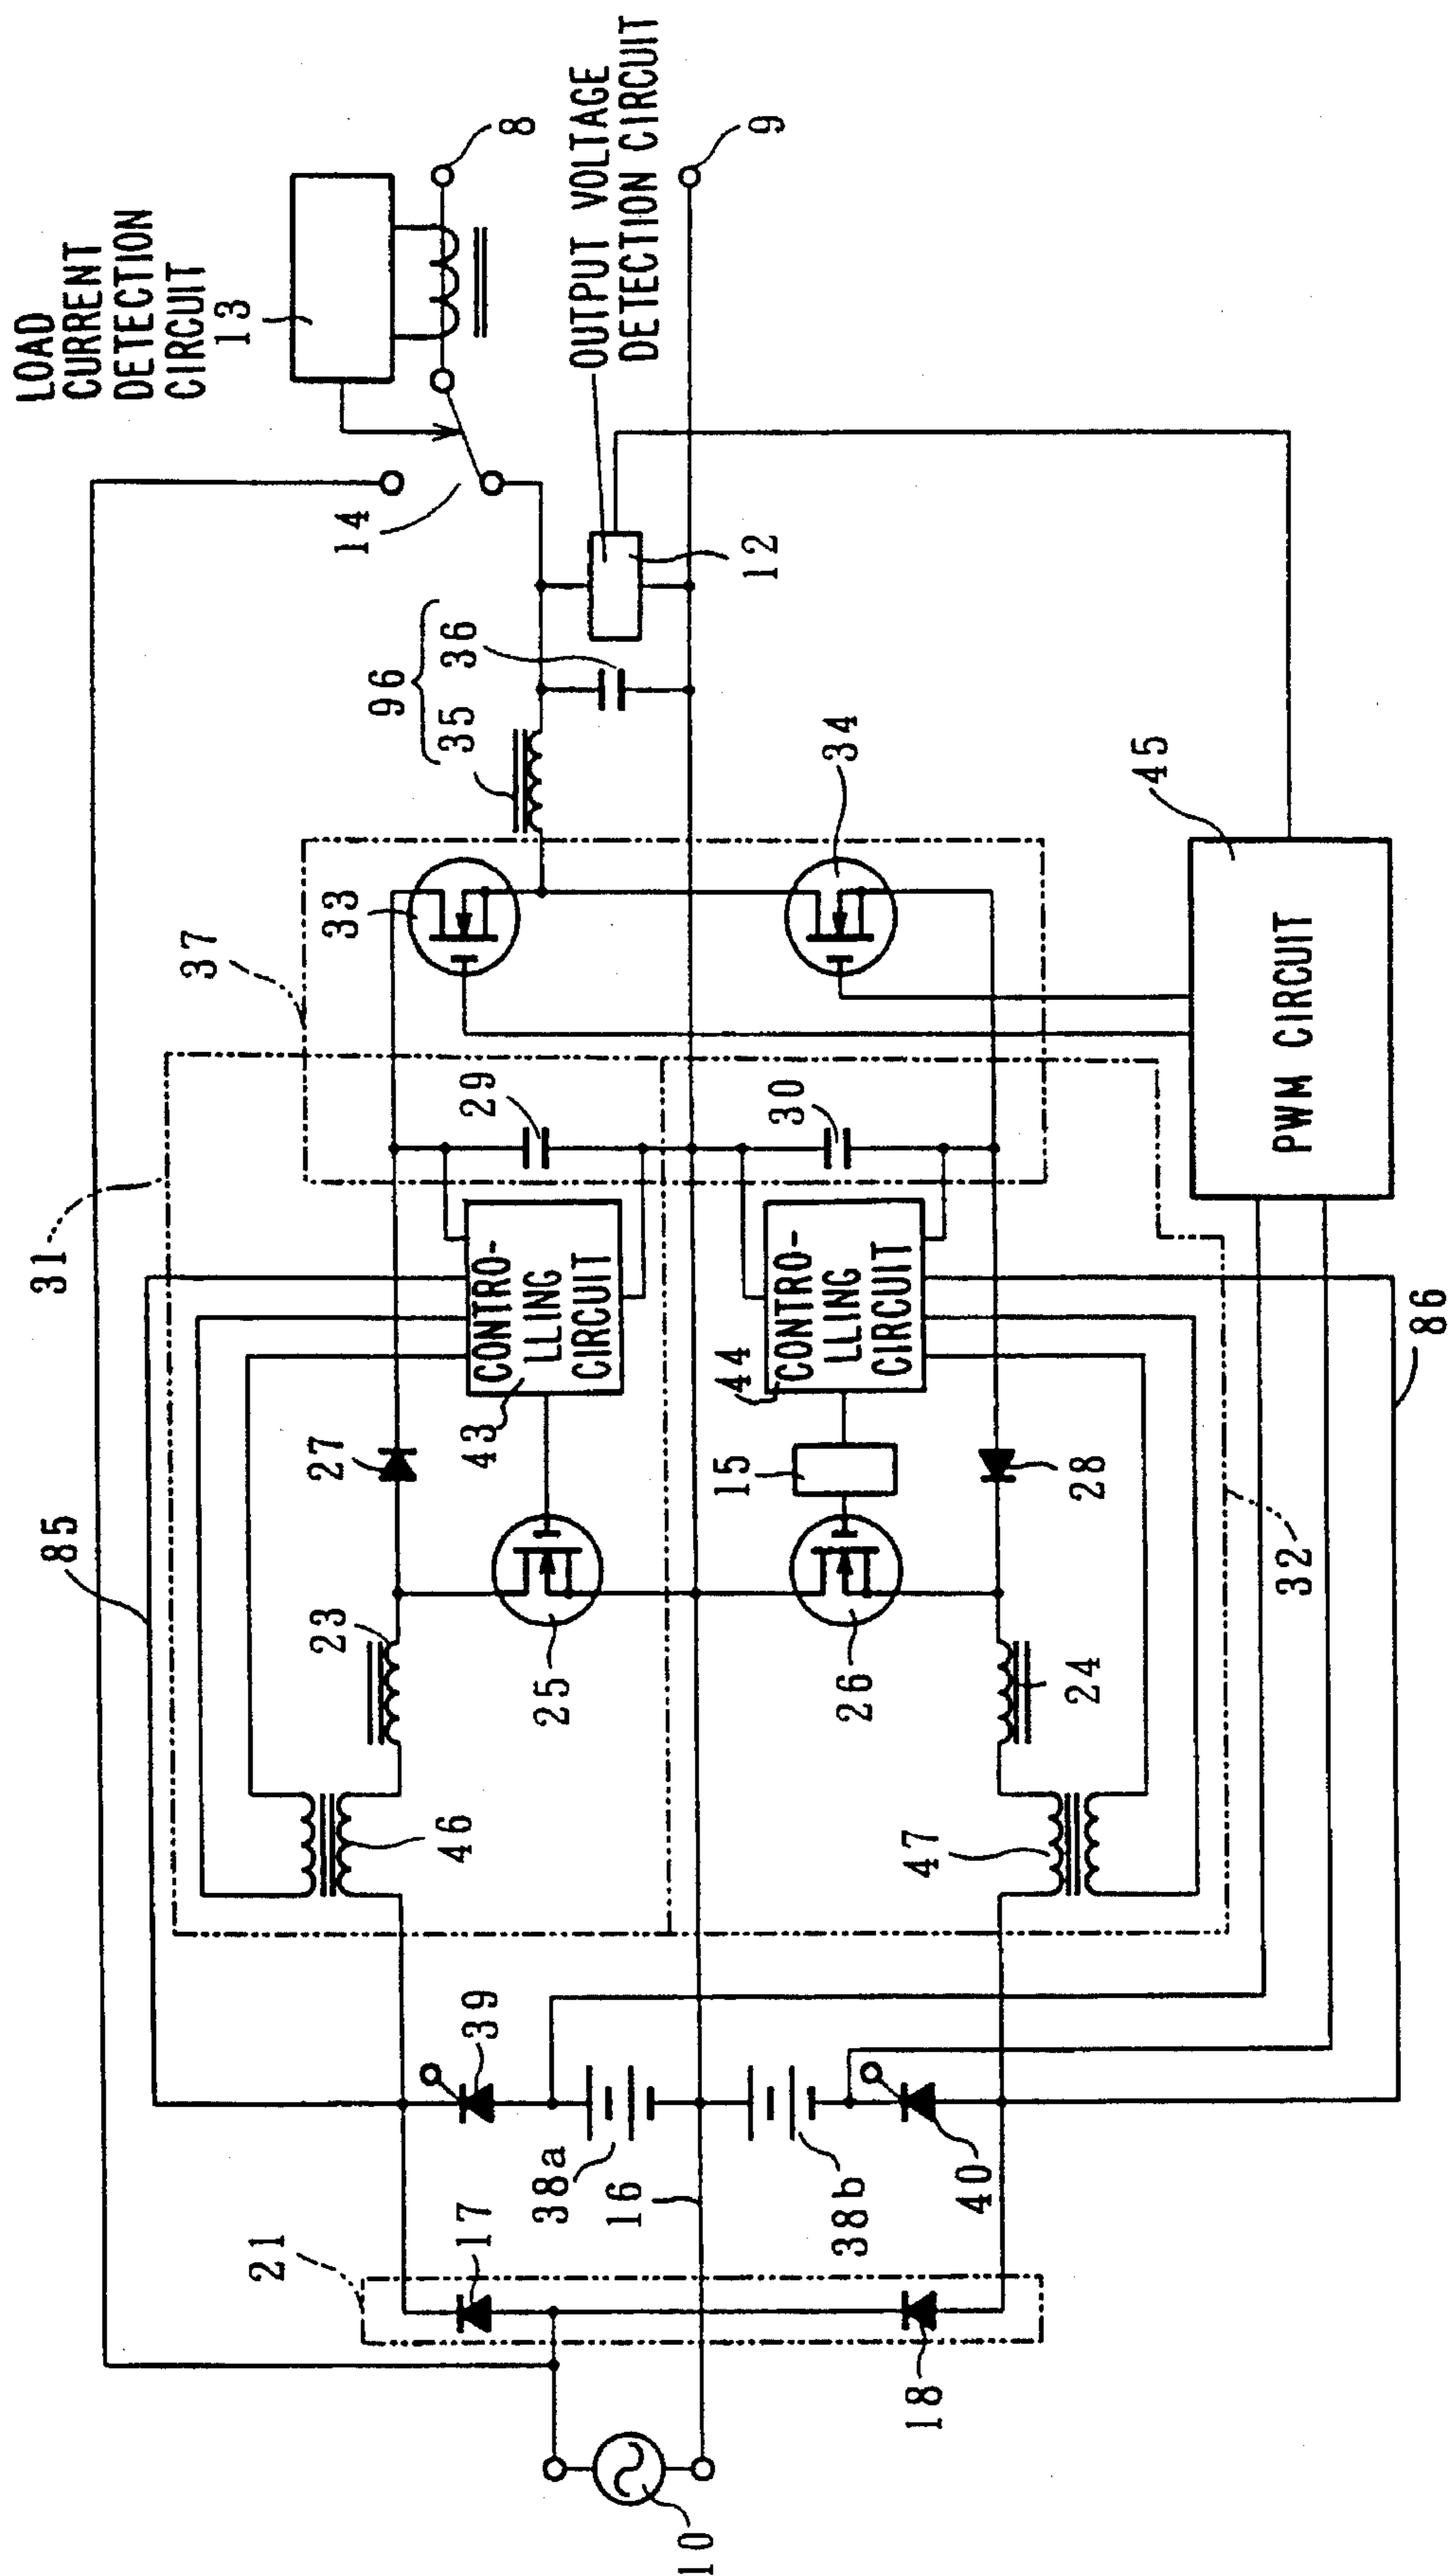 LOAD
CURRENT
DETECTION
CIRCUIT
13
8
OUTPUT VOLTAGE
DETECTION CIRCUIT
9
14
12
96
35 36
37
33
34
45
PWM CIRCUIT
31
29
30
CONTRO-
LLING
CIRCUIT
43
CONTRO-
LLING
CIRCUIT
44
15
27
28
85
86
32
23
25
26
24
46
47
39
38a
16
38b
40
21
17
18
10